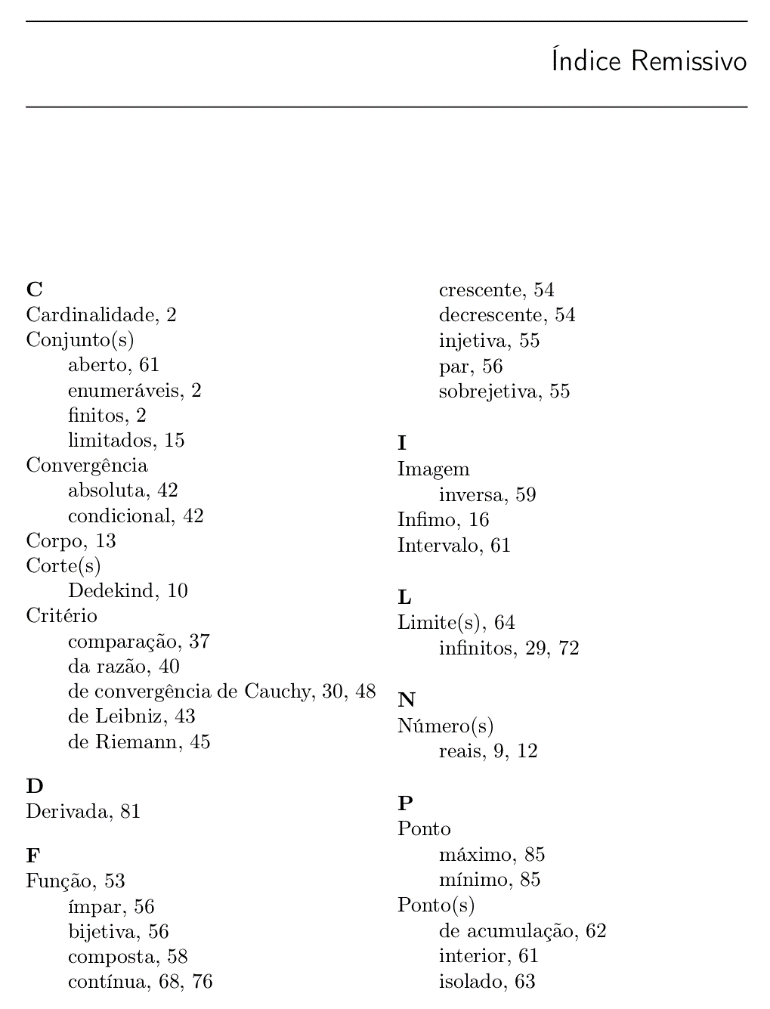 Índice Remissivo
C
Cardinalidade, 2
Conjunto(s)
aberto, 61
enumeráveis, 2
finitos, 2
limitados, 15
Convergência
absoluta, 42
condicional, 42
Corpo, 13
Corte(s)
Dedekind, 10
Critério
comparação, 37
da razão, 40
de convergência de Cauchy, 30, 48
de Leibniz, 43
de Riemann, 45
D
Derivada, 81
F
Função, 53
ímpar, 56
bijetiva, 56
composta, 58
contínua, 68, 76
crescente, 54
decrescente, 54
injetiva, 55
par, 56
sobrejetiva, 55
I
Imagem
inversa, 59
Infimo, 16
Intervalo, 61
L
Limite(s), 64
infinitos, 29, 72
N
Número(s)
reais, 9, 12
P
Ponto
máximo, 85
mínimo, 85
Ponto(s)
de acumulação, 62
interior, 61
isolado, 63